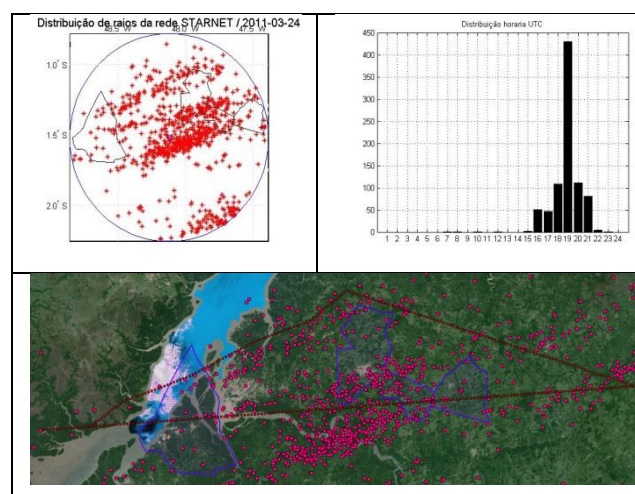 Distribuição de raios da rede STARNET / 2011-03-24
48.5° W 48.0° W 47.5°
1.0° S
1.5° S
2.0° S
Distribuição horaria UTC
450
400
350
300
250
200
150
100
50
0
1 2 3 4 5 6 7 8 9 10 11 12 13 14 15 16 17 18 19 20 21 22 23 24